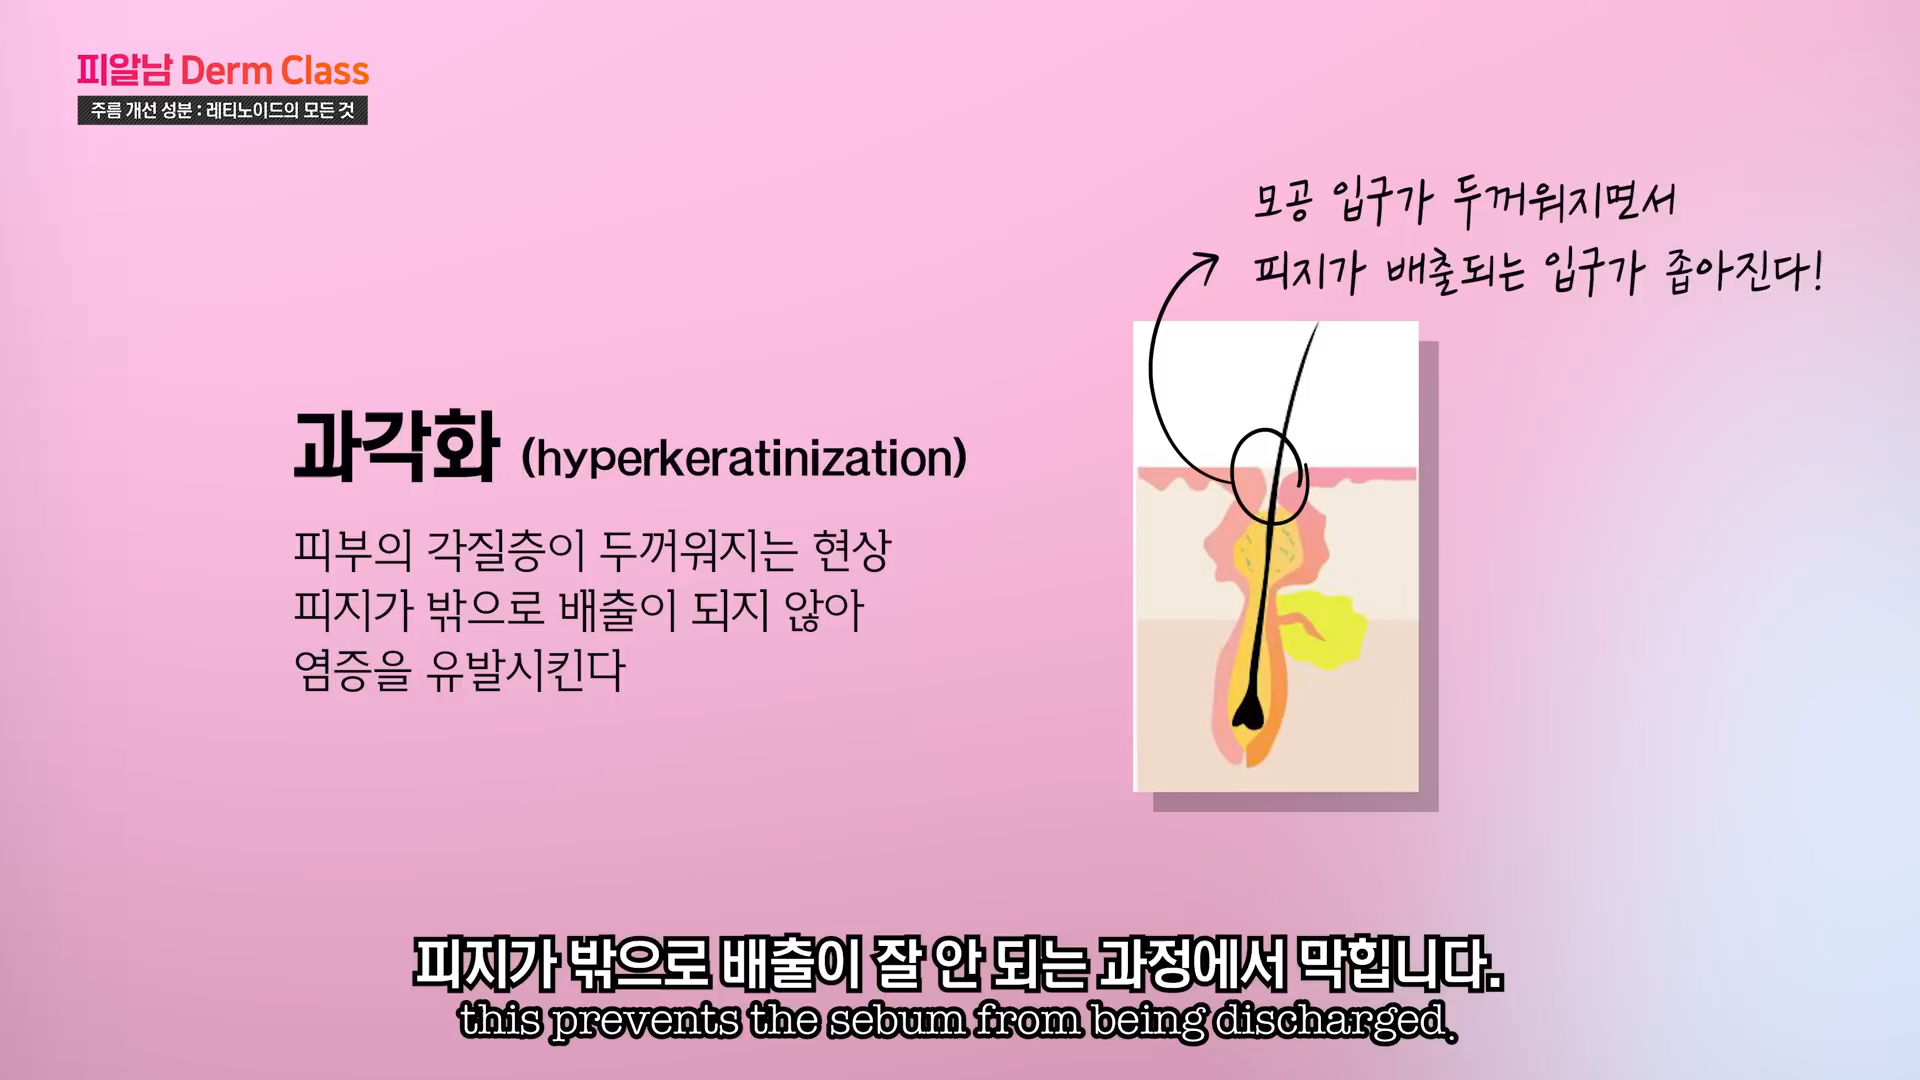 피알남 Derm Class
주름 개선 성분 : 레티노이드의 모든 것
모공 입구가 두꺼워지면서
피지가 배출되는 입구가 좁아진다!
과각화 (hyperkeratinization)
피부의 각질층이 두꺼워지는 현상
피지가 밖으로 배출이 되지 않아
염증을 유발시킨다
피지가 밖으로 배출이 잘 안 되는 과정에서 막힙니다.
this prevents the sebum from being discharged.